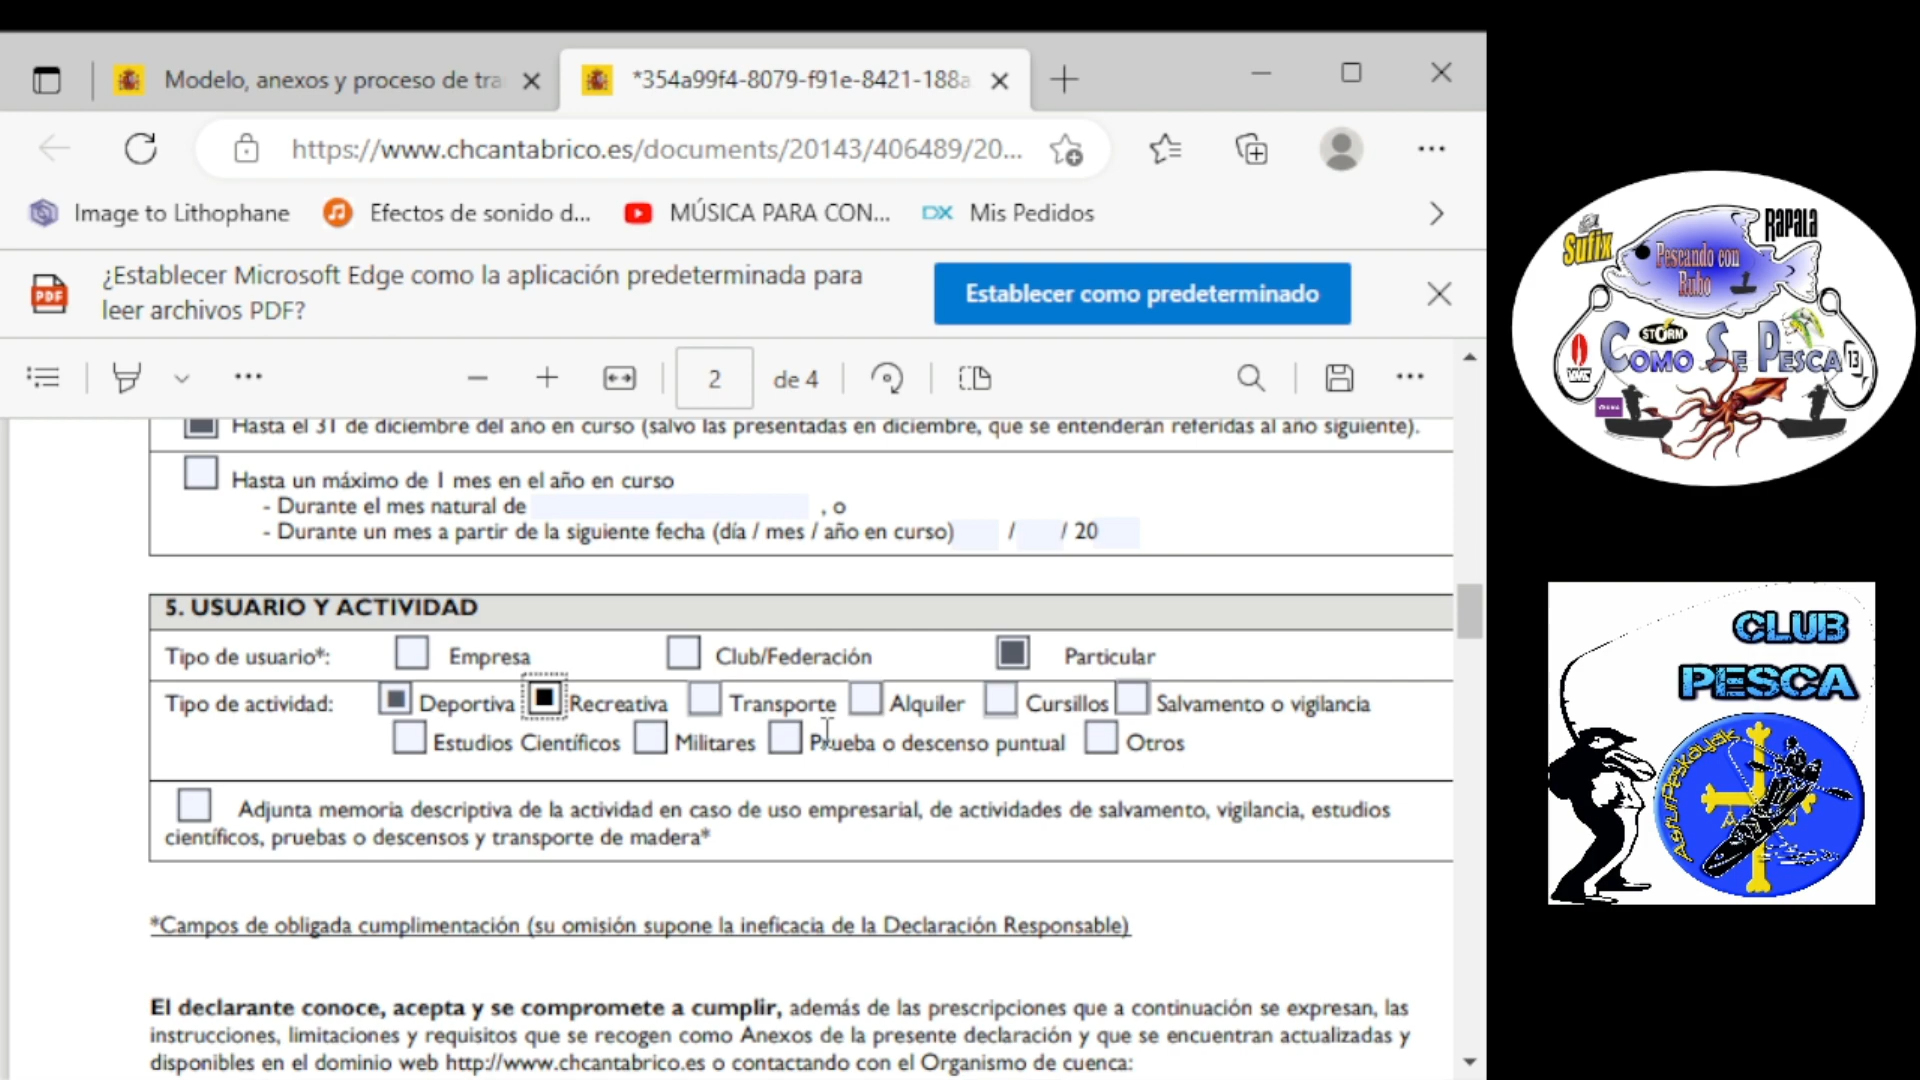 Modelo, anexos y proceso de tra
*354a99f4-8079-f91e-8421-188a
https://www.chcantabrico.es/documents/20143/406489/20...
Image to Lithophane
Efectos de sonido d...
MÚSICA PARA CON...
DX Mis Pedidos
PDF
¿Establecer Microsoft Edge como la aplicación predeterminada para
leer archivos PDF?
Establecer como predeterminado
2 de 4
Hasta el 31 de diciembre del año en curso (salvo las presentadas en diciembre, que se entenderán referidas al año siguiente).
Hasta un máximo de 1 mes en el año en curso
- Durante el mes natural de , o
- Durante un mes a partir de la siguiente fecha (día / mes / año en curso) / / 20
5. USUARIO Y ACTIVIDAD
Tipo de usuario*: Empresa Club/Federación Particular
Tipo de actividad: Deportiva Recreativa Transporte Alquiler Cursillos Salvamento o vigilancia
Estudios Científicos Militares Prueba o descenso puntual Otros
Adjunta memoria descriptiva de la actividad en caso de uso empresarial, de actividades de salvamento, vigilancia, estudios
científicos, pruebas o descensos y transporte de madera*
*Campos de obligada cumplimentación (su omisión supone la ineficacia de la Declaración Responsable)
El declarante conoce, acepta y se compromete a cumplir, además de las prescripciones que a continuación se expresan, las
instrucciones, limitaciones y requisitos que se recogen como Anexos de la presente declaración y que se encuentran actualizadas y
disponibles en el dominio web http://www.chcantabrico.es o contactando con el Organismo de cuenca:
Sufix
RAPALA
Pescando con
Rubo
STORM
COMO SE PESCA
VMC
13
CLUB
PESCA
AsturPeskayak